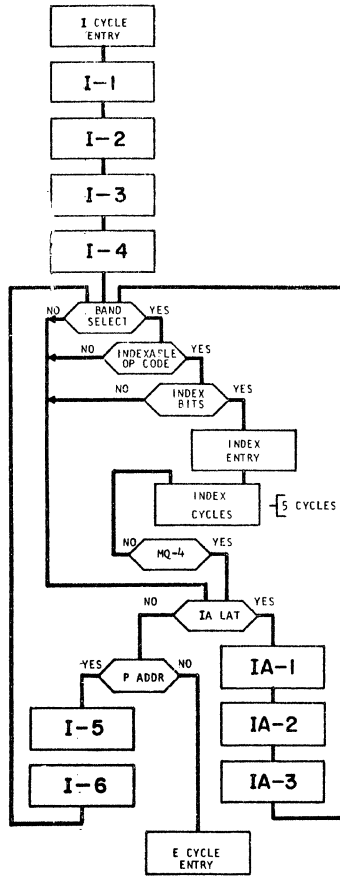 I CYCLE
ENTRY
I-1
I-2
I-3
I-4
NO
BAND
SELECT
YES
NO
INDEXABLE
OP CODE
YES
NO
INDEX
BITS
YES
INDEX
ENTRY
INDEX
CYCLES
5 CYCLES
NO
MQ-4
YES
NO
IA LAT
YES
YES
P ADDR
NO
IA-1
I-5
IA-2
I-6
IA-3
E CYCLE
ENTRY